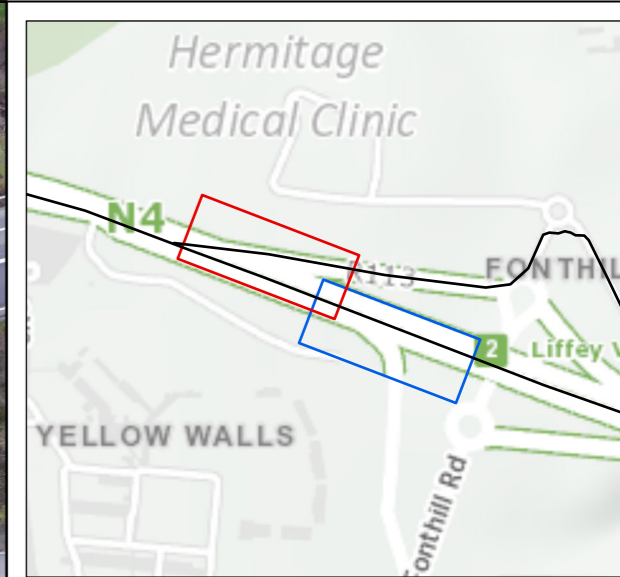 Hermitage
Medical Clinic
N4
R113
FONTHIL
2
Liffey V
YELLOW WALLS
Fonthill Rd